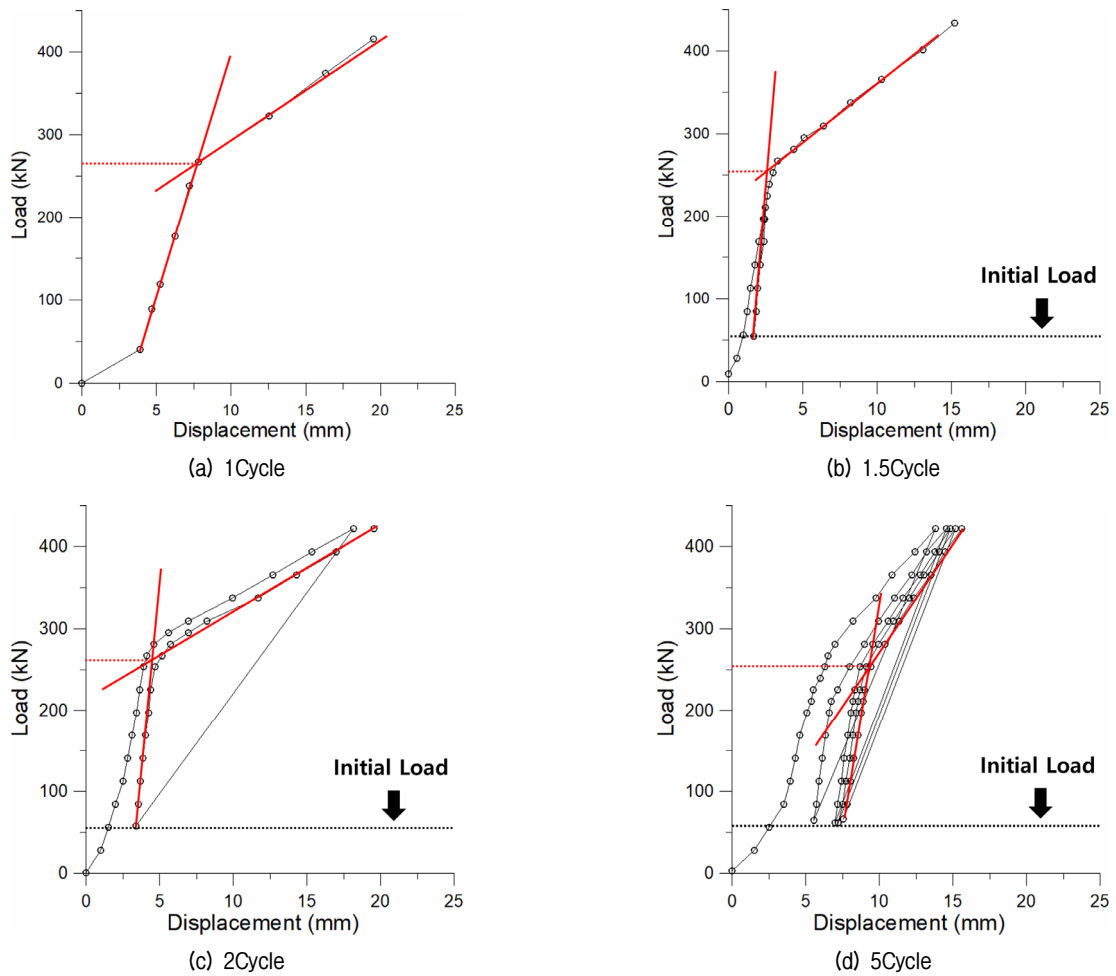 400
300
200
100
0
Load (kN)
0 5 10 15 20 25
Displacement (mm)
(a) 1Cycle
400
300
200
100
0
Load (kN)
Initial Load
0 5 10 15 20 25
Displacement (mm)
(b) 1.5Cycle
400
300
200
100
0
Load (kN)
Initial Load
0 5 10 15 20 25
Displacement (mm)
(c) 2Cycle
400
300
200
100
0
Load (kN)
Initial Load
0 5 10 15 20 25
Displacement (mm)
(d) 5Cycle